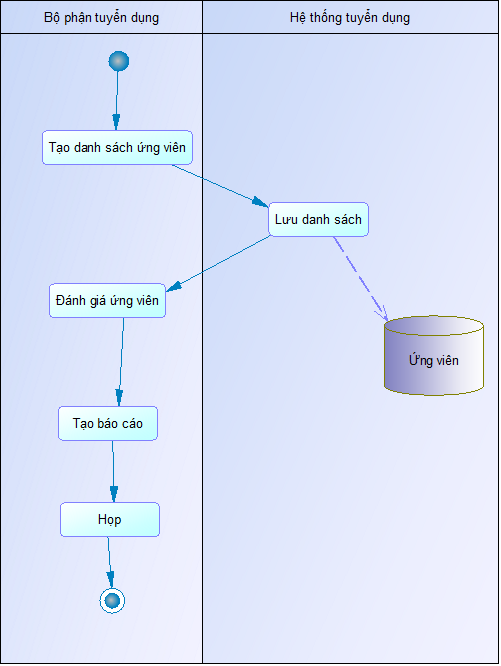 Bộ phận tuyển dụng
Hệ thống tuyển dụng
Tạo danh sách ứng viên
Lưu danh sách
Đánh giá ứng viên
Ứng viên
Tạo báo cáo
Họp